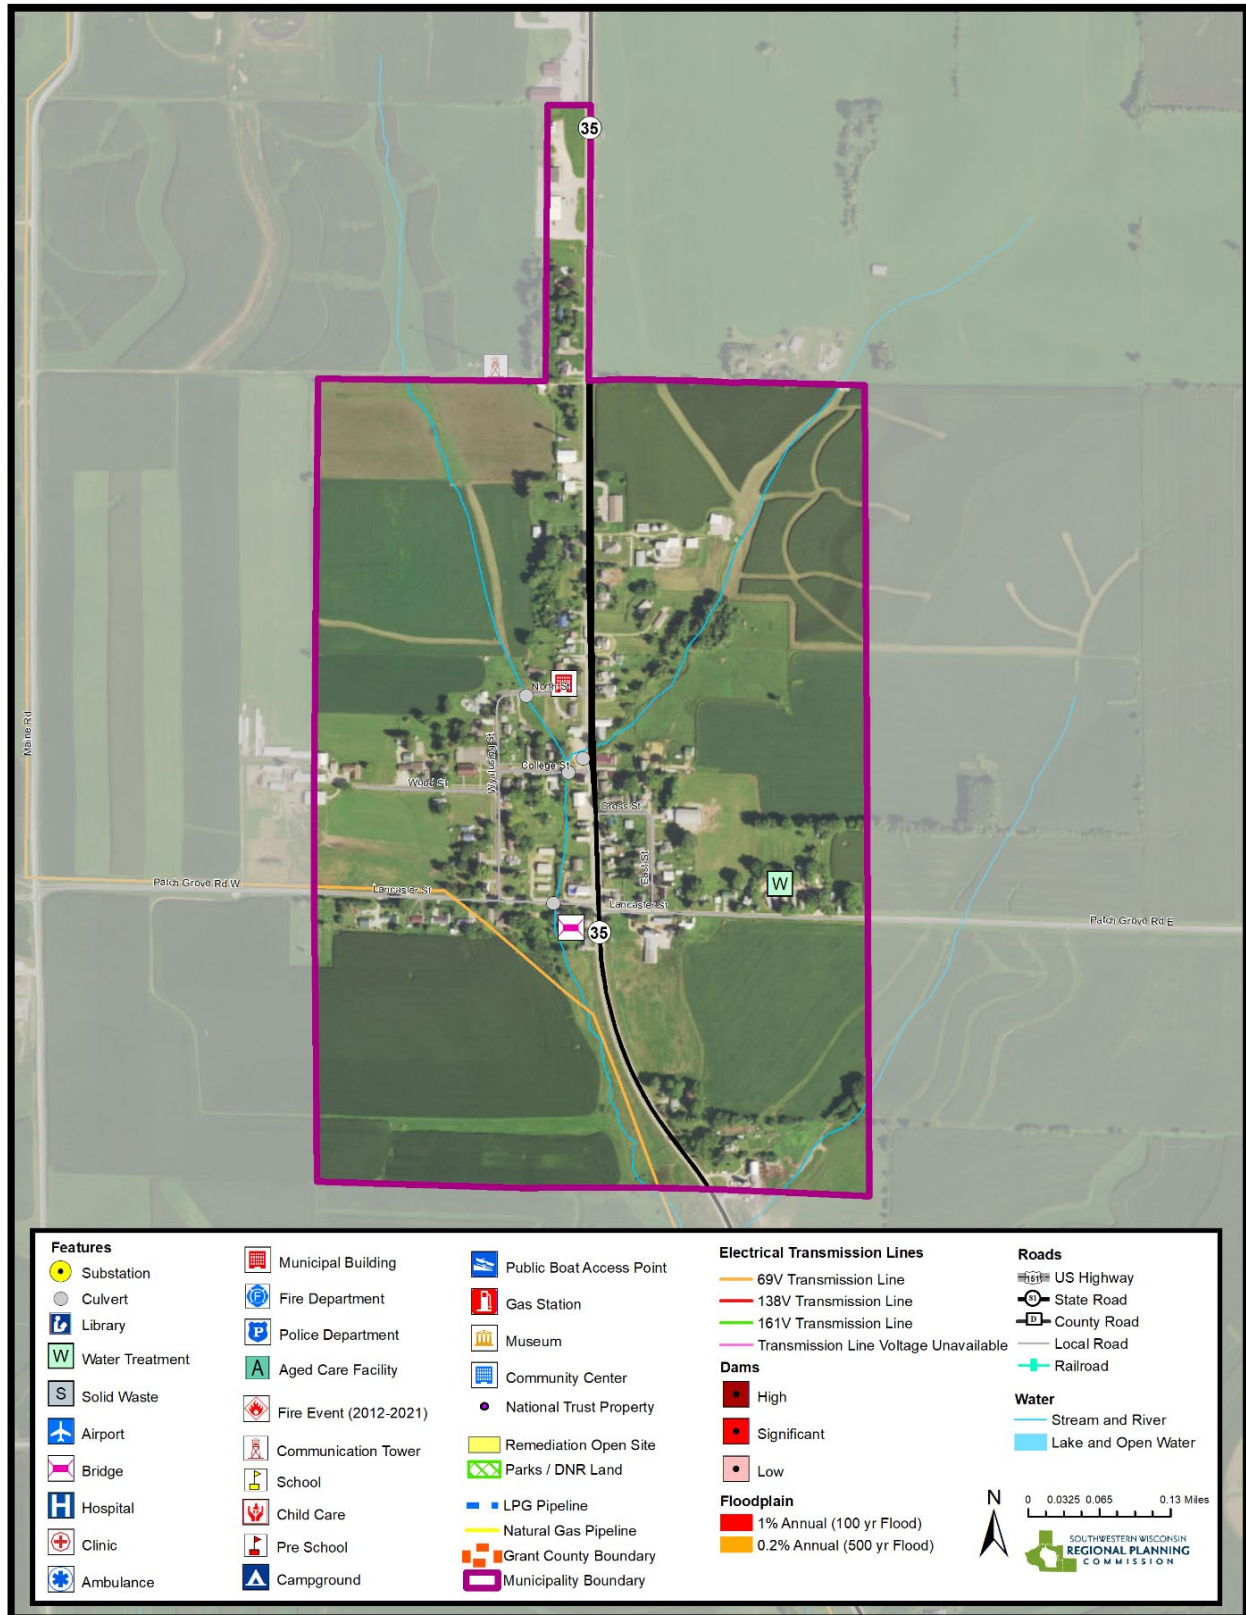 35
North St
Maine Rd
Wyalusing St
College St
Wood St
Cross St
East St
W
Patch Grove Rd W
Lancaster St
Lancaster St
Patch Grove Rd E
35
Features
Substation
Culvert
Library
W Water Treatment
S Solid Waste
Airport
Bridge
H Hospital
Clinic
Ambulance
Municipal Building
F Fire Department
P Police Department
A Aged Care Facility
Fire Event (2012-2021)
Communication Tower
School
Child Care
Pre School
Campground
Public Boat Access Point
Gas Station
Museum
Community Center
National Trust Property
Remediation Open Site
Parks / DNR Land
LPG Pipeline
Natural Gas Pipeline
Grant County Boundary
Municipality Boundary
Electrical Transmission Lines
69V Transmission Line
138V Transmission Line
161V Transmission Line
Transmission Line Voltage Unavailable
Dams
High
Significant
Low
Floodplain
1% Annual (100 yr Flood)
0.2% Annual (500 yr Flood)
Roads
151 US Highway
81 State Road
D County Road
Local Road
Railroad
Water
Stream and River
Lake and Open Water
N
0 0.0325 0.065 0.13 Miles
SOUTHWESTERN WISCONSIN
REGIONAL PLANNING
COMMISSION